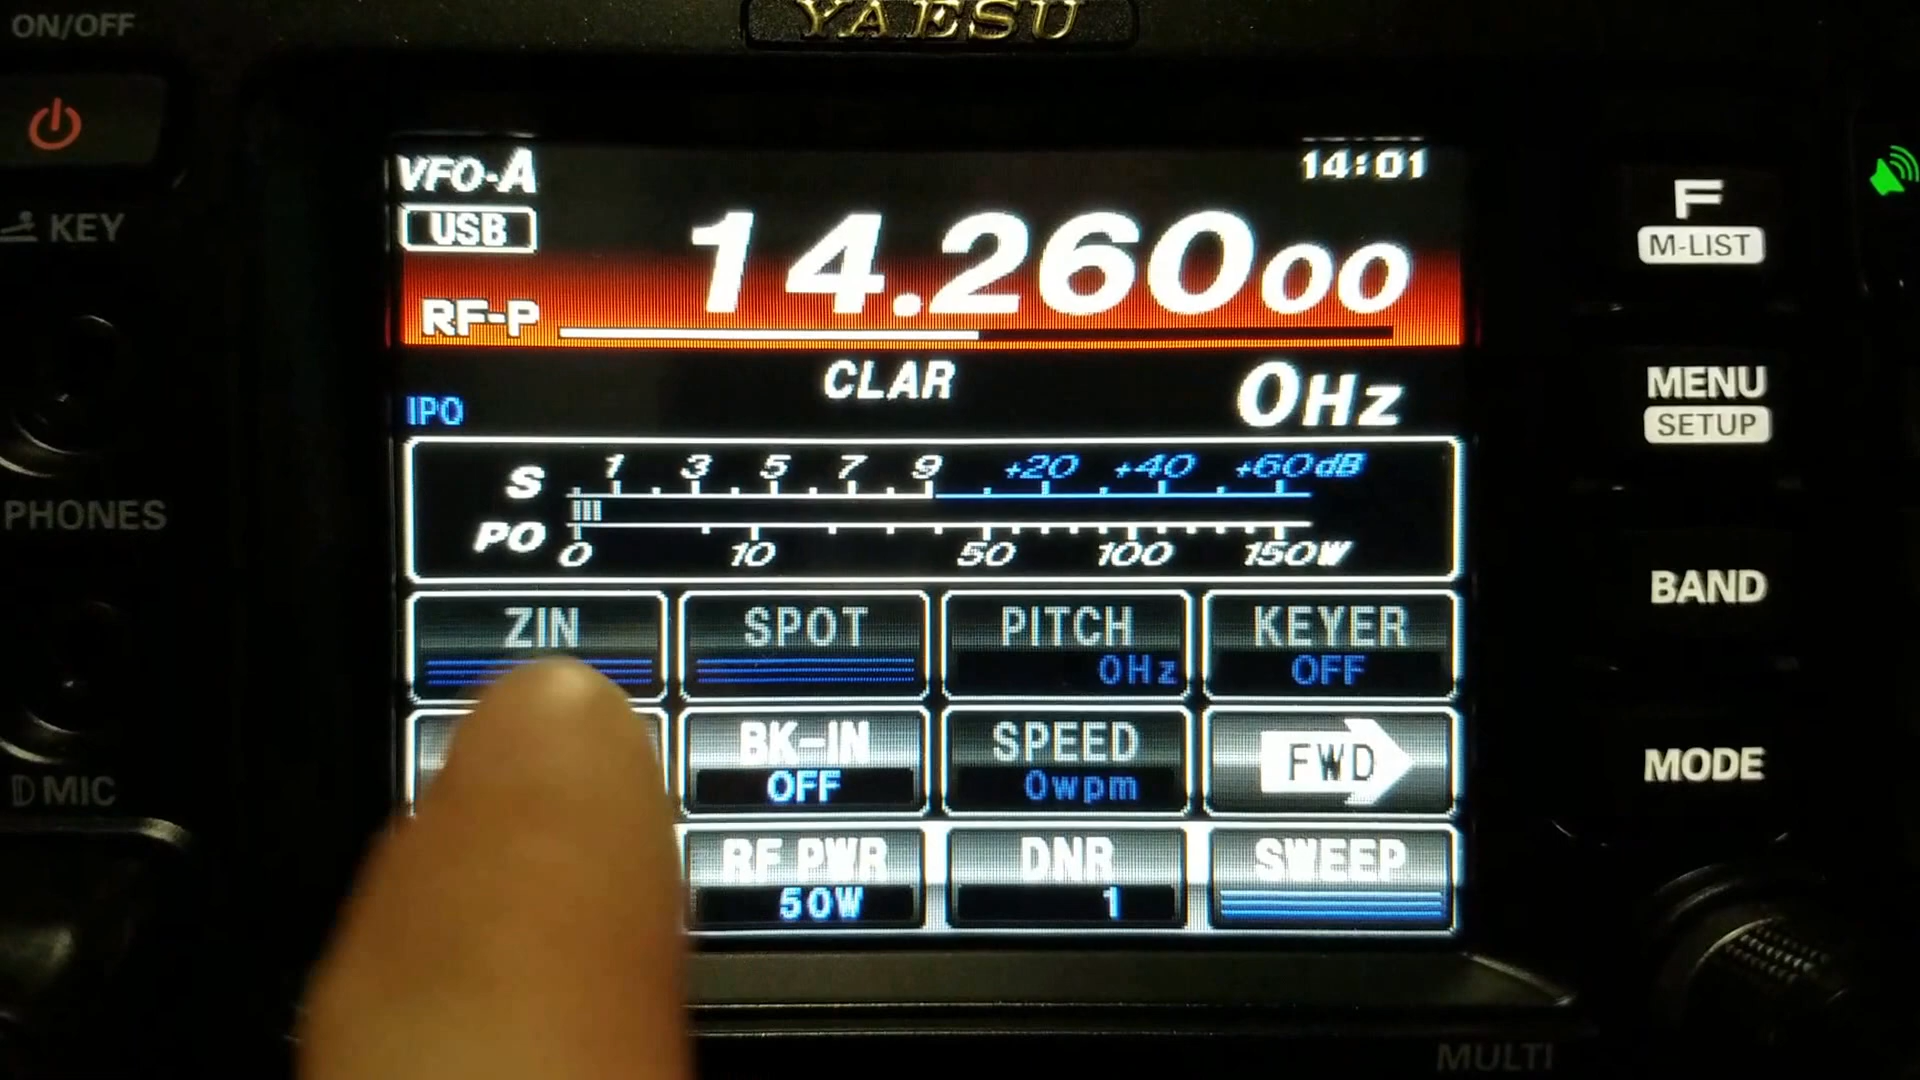 ON/OFF
YAESU
VFO-A
14:01
USB
14.26000
RF-P
CLAR
0Hz
IPO
S 1 3 5 7 9 +20 +40 +60dB
PO 0 10 50 100 150W
ZIN
SPOT
PITCH
0Hz
KEYER
OFF
BK-IN
OFF
SPEED
0wpm
FWD
RF PWR
50W
DNR
1
SWEEP
KEY
PHONES
MIC
F
M-LIST
MENU
SETUP
BAND
MODE
MULTI